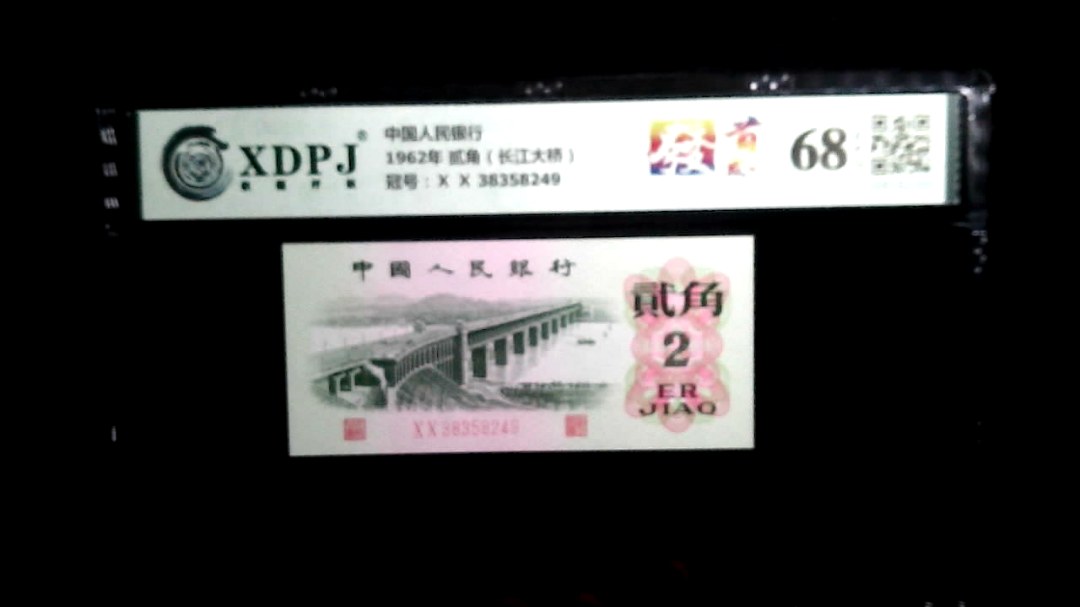 XDPJ®
中国人民银行
1962年 贰角（长江大桥）
冠号：X X 38358249
68
中國人民銀行
貳角
2
ER
JIAO
XX38358249